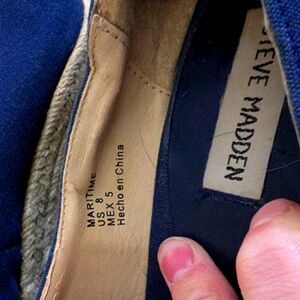 STEVE MADDEN
MARITIME
US 8
MEX 5
Hecho en China